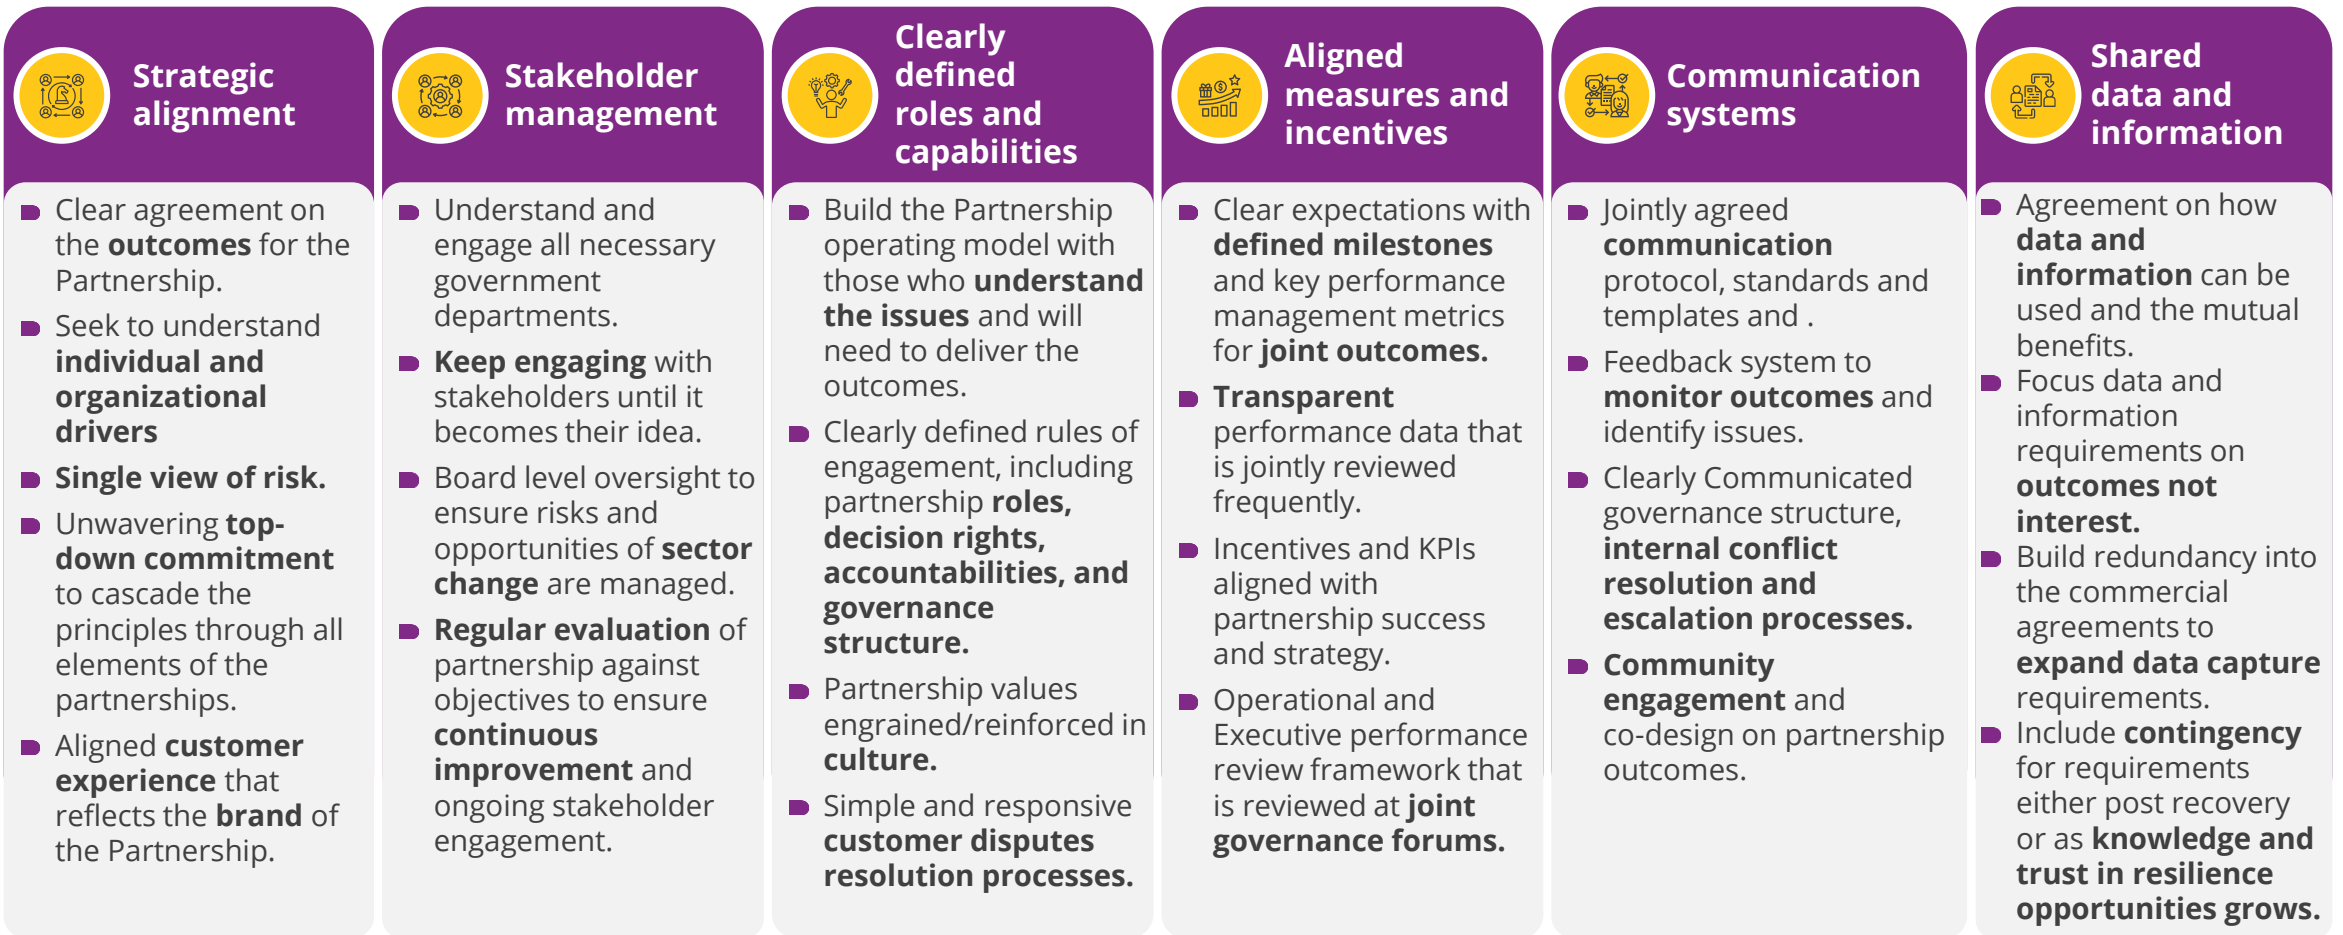 Strategic
alignment
Clear agreement on
the outcomes for the
Partnership.
Seek to understand
individual and
organizational
drivers
Single view of risk.
Unwavering top-
down commitment
to cascade the
principles through all
elements of the
partnerships.
Aligned customer
experience that
reflects the brand of
the Partnership.
Stakeholder
management
Understand and
engage all necessary
government
departments.
Keep engaging with
stakeholders until it
becomes their idea.
Board level oversight to
ensure risks and
opportunities of sector
change are managed.
Regular evaluation of
partnership against
objectives to ensure
continuous
improvement and
ongoing stakeholder
engagement.
Clearly
defined
roles and
capabilities
Build the Partnership
operating model with
those who understand
the issues and will
need to deliver the
outcomes.
Clearly defined rules of
engagement, including
partnership roles,
decision rights,
accountabilities, and
governance
structure.
Partnership values
engrained/reinforced in
culture.
Simple and responsive
customer disputes
resolution processes.
Aligned
measures and
incentives
Clear expectations with
defined milestones
and key performance
management metrics
for joint outcomes.
Transparent
performance data that
is jointly reviewed
frequently.
Incentives and KPIs
aligned with
partnership success
and strategy.
Operational and
Executive performance
review framework that
is reviewed at joint
governance forums.
Communication
systems
Jointly agreed
communication
protocol, standards and
templates and .
Feedback system to
monitor outcomes and
identify issues.
Clearly Communicated
governance structure,
internal conflict
resolution and
escalation processes.
Community
engagement and
co-design on partnership
outcomes.
Shared
data and
information
Agreement on how
data and
information can be
used and the mutual
benefits.
Focus data and
information
requirements on
outcomes not
interest.
Build redundancy into
the commercial
agreements to
expand data capture
requirements.
Include contingency
for requirements
either post recovery
or as knowledge and
trust in resilience
opportunities grows.